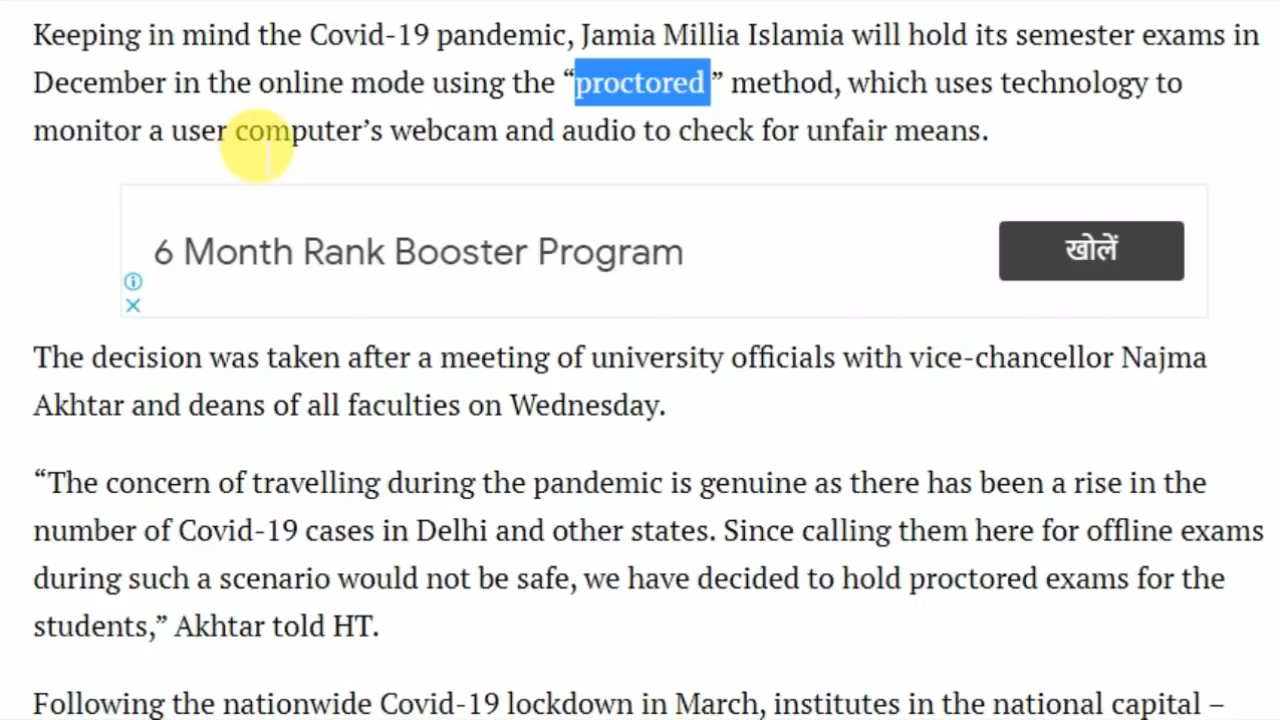 Keeping in mind the Covid-19 pandemic, Jamia Millia Islamia will hold its semester exams in
December in the online mode using the “proctored ” method, which uses technology to
monitor a user computer’s webcam and audio to check for unfair means.
6 Month Rank Booster Program
खोलें
The decision was taken after a meeting of university officials with vice-chancellor Najma
Akhtar and deans of all faculties on Wednesday.
“The concern of travelling during the pandemic is genuine as there has been a rise in the
number of Covid-19 cases in Delhi and other states. Since calling them here for offline exams
during such a scenario would not be safe, we have decided to hold proctored exams for the
students,” Akhtar told HT.
Following the nationwide Covid-19 lockdown in March, institutes in the national capital –